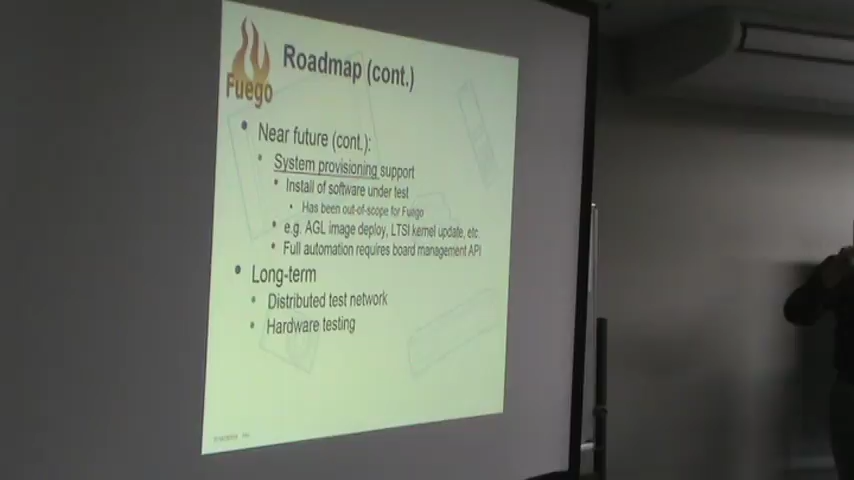 Fuego
Roadmap (cont.)
Near future (cont.):
System provisioning support
Install of software under test
Has been out-of-scope for Fuego
e.g. AGL image deploy, LTSI kernel update, etc.
Full automation requires board management API
Long-term
Distributed test network
Hardware testing